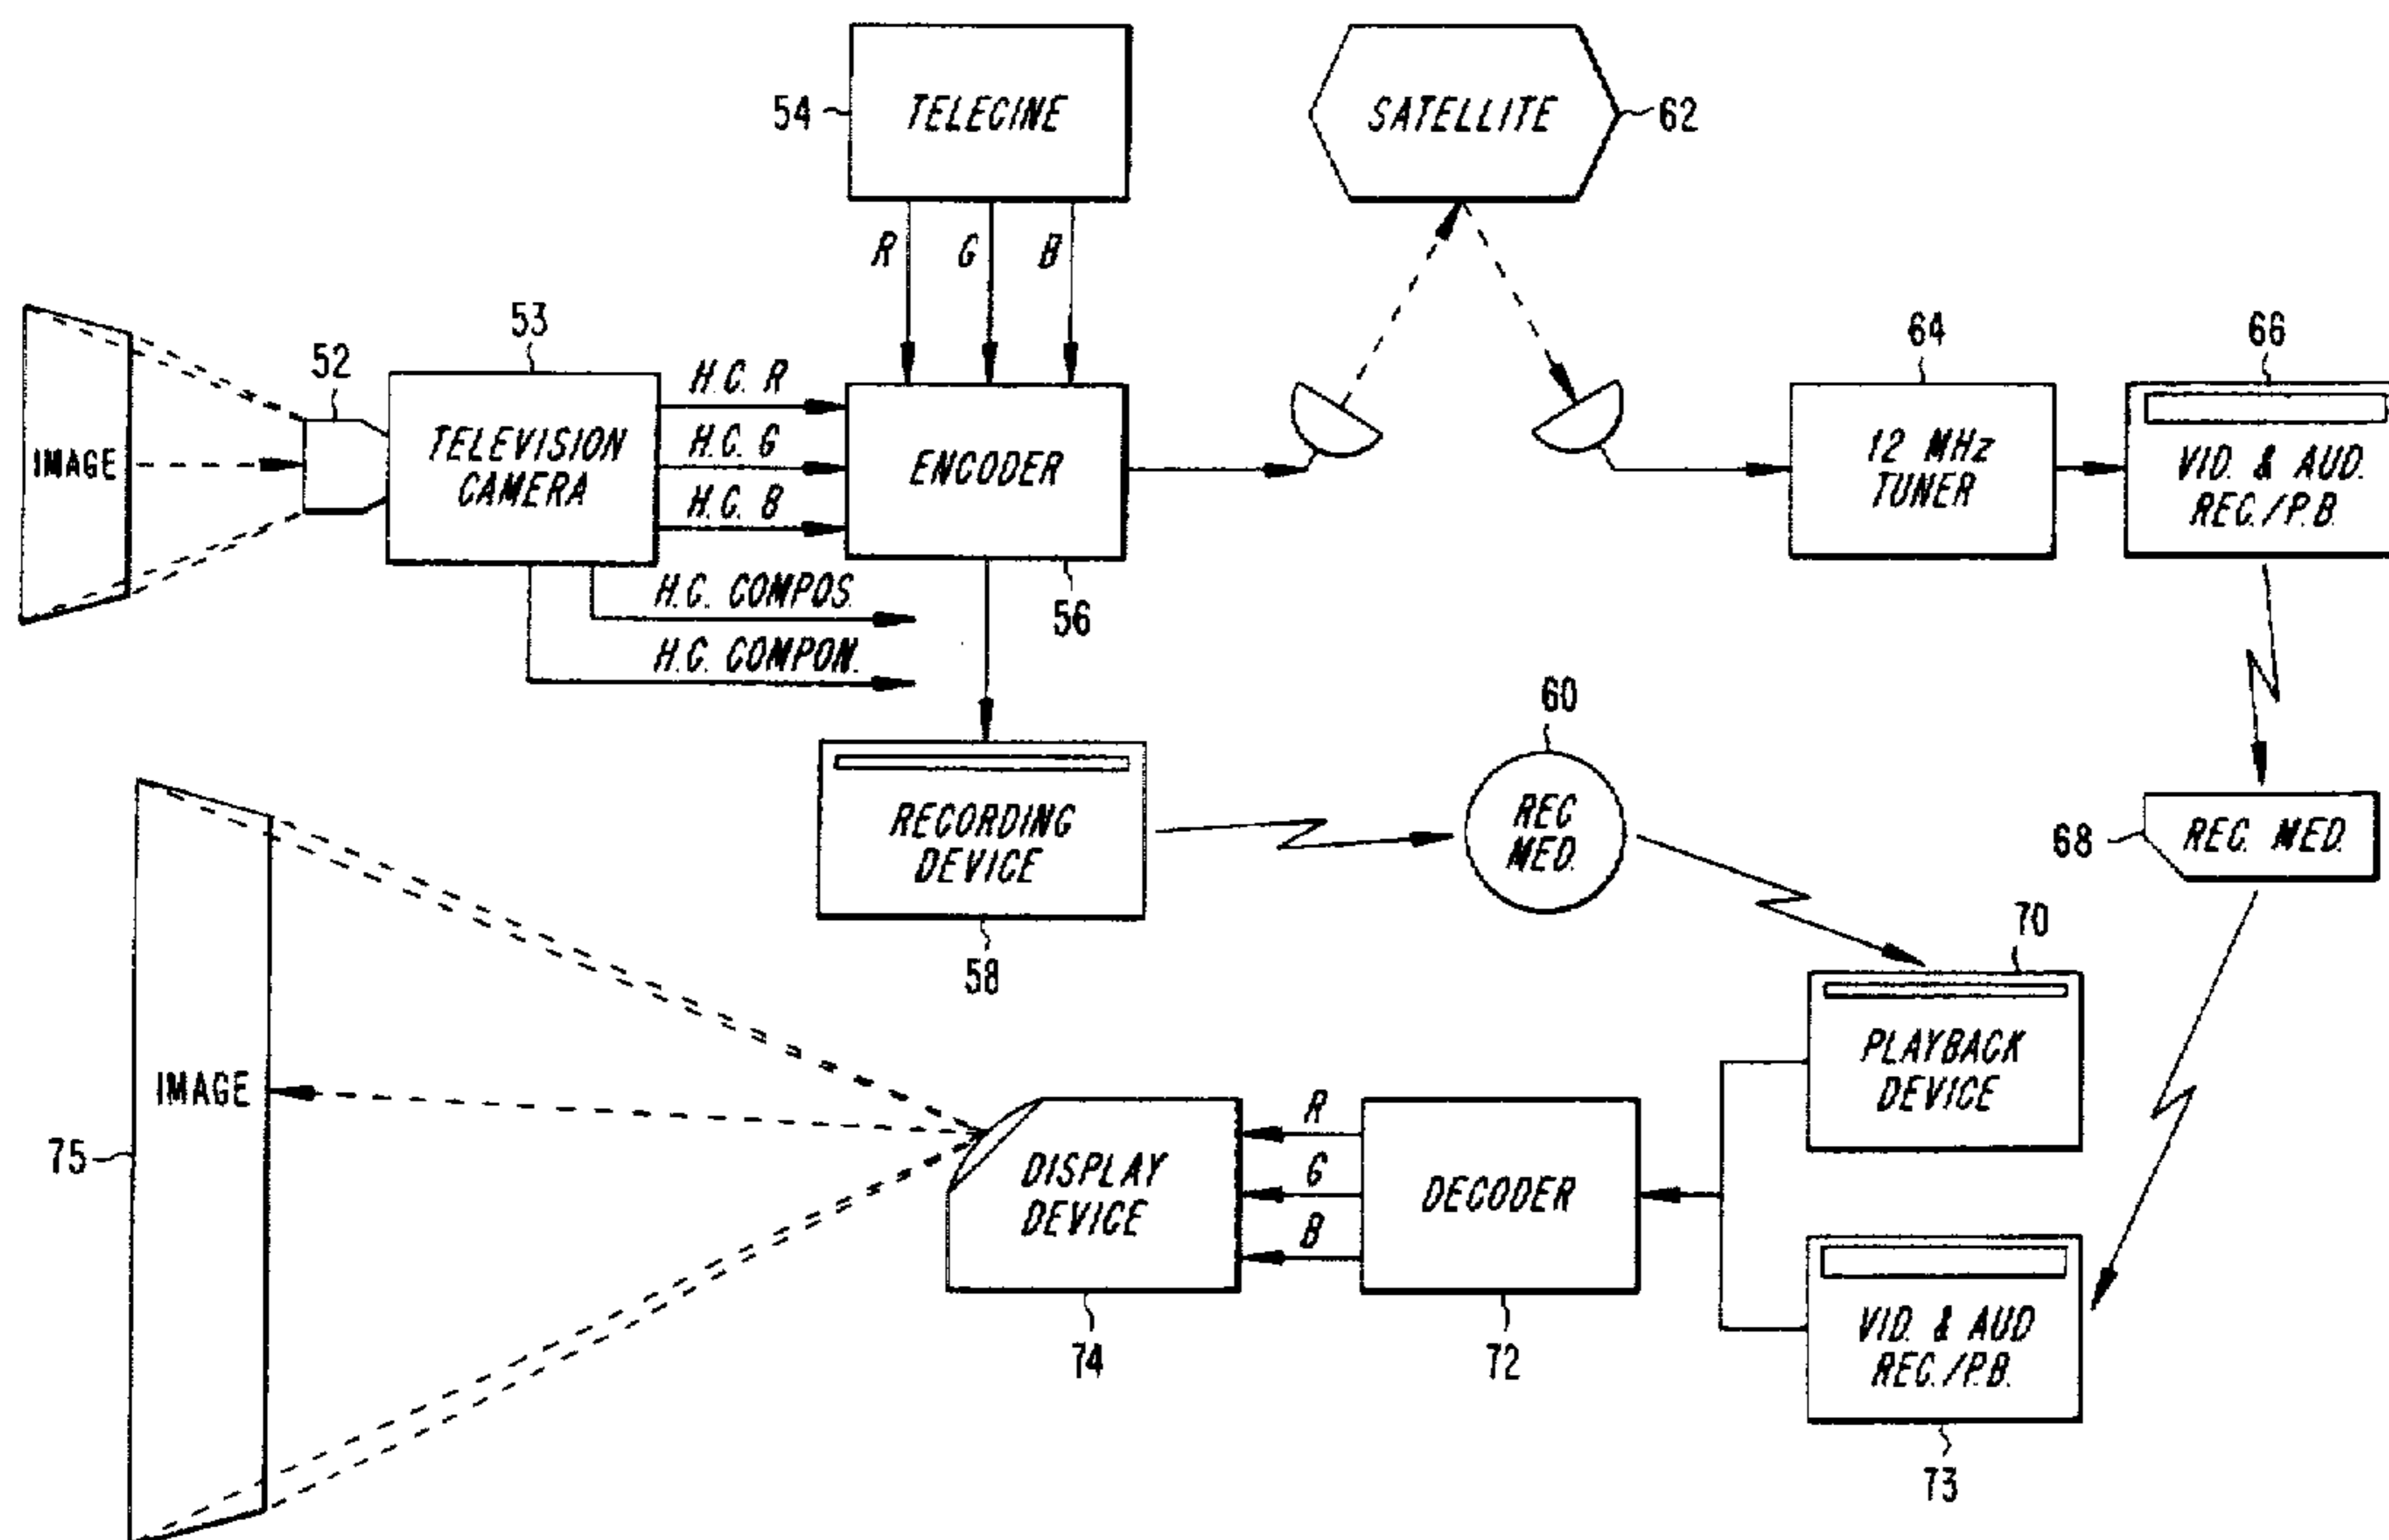 54
TELECINE
SATELLITE
62
R
G
B
53
52
64
66
IMAGE
TELEVISION
CAMERA
H.C. R
H.C. G
H.C. B
ENCODER
12 MHz
TUNER
VID. & AUD.
REC./P.B.
56
H.C. COMPOS.
H.C. COMPON.
60
RECORDING
DEVICE
58
REC
MED.
68
REC. MED.
70
PLAYBACK
DEVICE
75
IMAGE
DISPLAY
DEVICE
74
R
G
B
DECODER
72
VID. & AUD
REC./P.B.
73